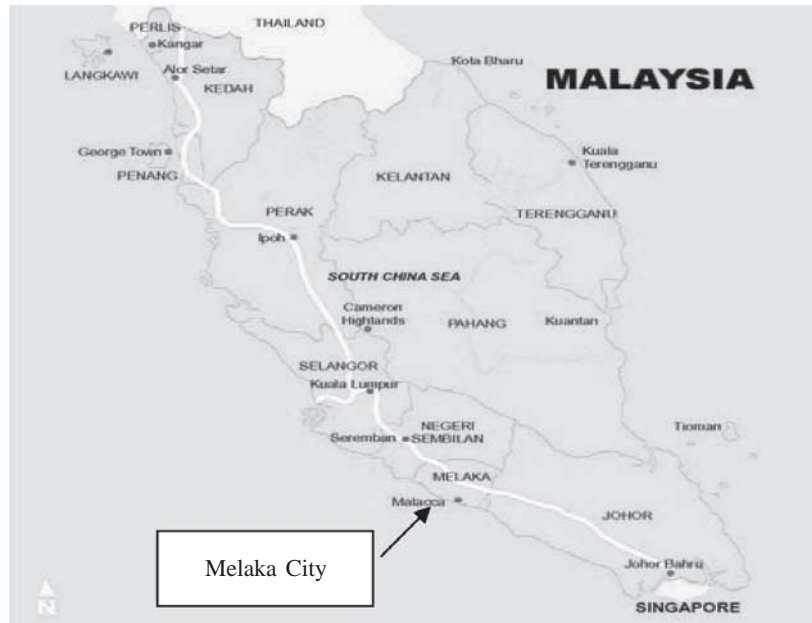 THAILAND
PERLIS
Kangar
LANGKAWI
Alor Setar
KEDAH
Kota Bharu
MALAYSIA
George Town
PENANG
Kuala
Terengganu
KELANTAN
TERENGGANU
PERAK
Ipoh
SOUTH CHINA SEA
Cameron
Highlands
PAHANG
Kuantan
SELANGOR
Kuala Lumpur
NEGERI
SEMBILAN
Seremban
Tioman
MELAKA
Malacca
JOHOR
Melaka City
Johor Bahru
SINGAPORE
N